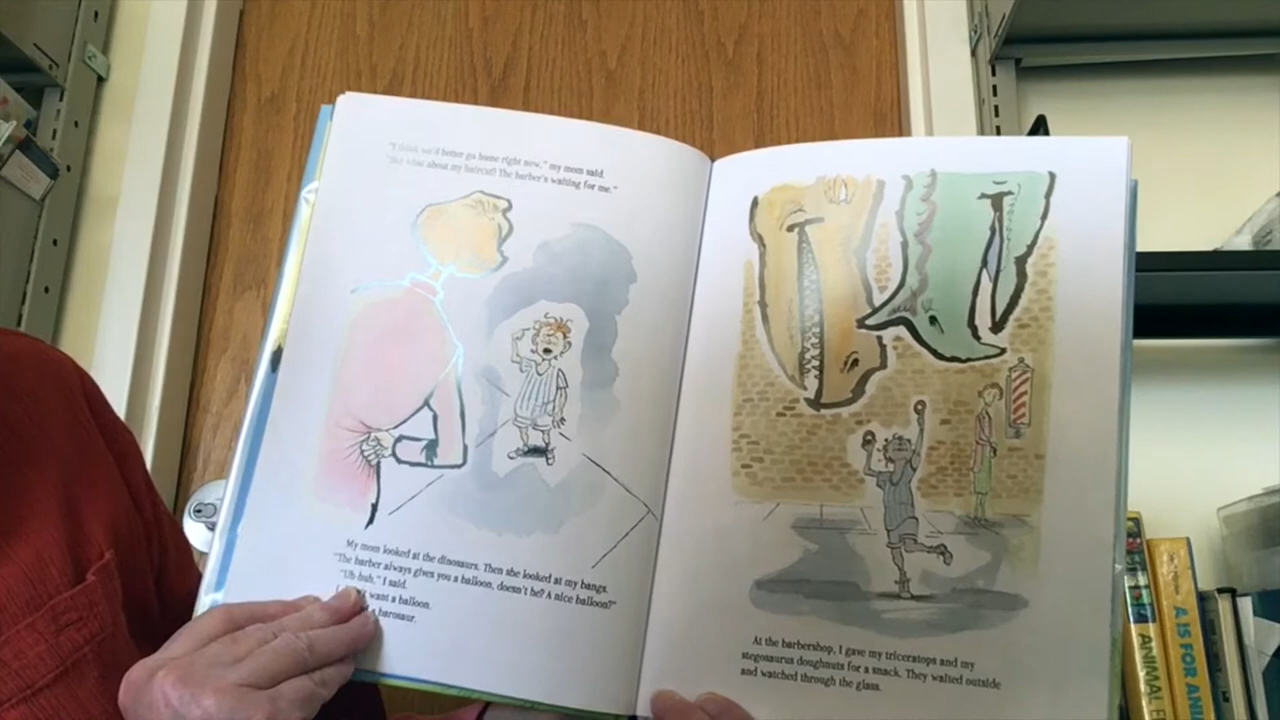 "I think we'd better go home right now," my mom said.
"But what about my haircut? The barber's waiting for me."
My mom looked at the dinosaurs. Then she looked at my bangs.
"The barber always gives you a balloon, doesn't he? A nice balloon?"
"Uh-huh," I said.
want a balloon.
a barosaur.
At the barbershop, I gave my triceratops and my
stegosaurus doughnuts for a snack. They waited outside
and watched through the glass.
ANIMAL
A IS FOR ANI